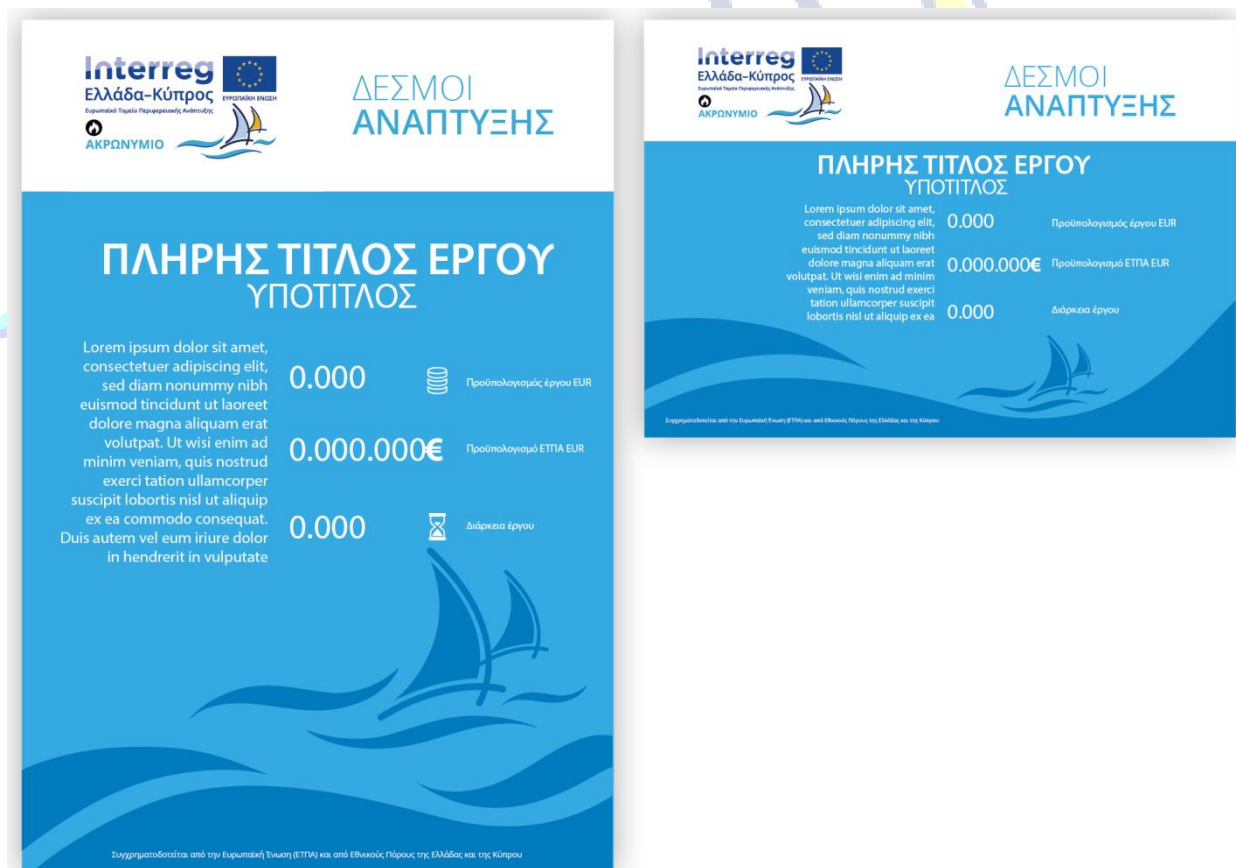 Interreg
Ελλάδα-Κύπρος
ΕΥΡΩΠΑΪΚΗ ΕΝΩΣΗ
Ευρωπαϊκό Ταμείο Περιφερειακής Ανάπτυξης
ΑΚΡΩΝΥΜΙΟ
ΔΕΣΜΟΙ
ΑΝΑΠΤΥΞΗΣ
ΠΛΗΡΗΣ ΤΙΤΛΟΣ ΕΡΓΟΥ
ΥΠΟΤΙΤΛΟΣ
Lorem ipsum dolor sit amet,
consectetuer adipiscing elit,
sed diam nonummy nibh
euismod tincidunt ut laoreet
dolore magna aliquam erat
volutpat. Ut wisi enim ad
minim veniam, quis nostrud
exerci tation ullamcorper
suscipit lobortis nisl ut aliquip
ex ea commodo consequat.
Duis autem vel eum iriure dolor
in hendrerit in vulputate
0.000 Προϋπολογισμός έργου EUR
0.000.000€ Προϋπολογισμό ΕΤΠΑ EUR
0.000 Διάρκεια έργου
Συγχρηματοδοτείται από την Ευρωπαϊκή Ένωση (ΕΤΠΑ) και από Εθνικούς Πόρους της Ελλάδας και της Κύπρου
Interreg
Ελλάδα-Κύπρος
ΕΥΡΩΠΑΪΚΗ ΕΝΩΣΗ
Ευρωπαϊκό Ταμείο Περιφερειακής Ανάπτυξης
ΑΚΡΩΝΥΜΙΟ
ΔΕΣΜΟΙ
ΑΝΑΠΤΥΞΗΣ
ΠΛΗΡΗΣ ΤΙΤΛΟΣ ΕΡΓΟΥ
ΥΠΟΤΙΤΛΟΣ
Lorem ipsum dolor sit amet,
consectetuer adipiscing elit,
sed diam nonummy nibh
euismod tincidunt ut laoreet
dolore magna aliquam erat
volutpat. Ut wisi enim ad minim
veniam, quis nostrud exerci
tation ullamcorper suscipit
lobortis nisl ut aliquip ex ea
0.000 Προϋπολογισμός έργου EUR
0.000.000€ Προϋπολογισμό ΕΤΠΑ EUR
0.000 Διάρκεια έργου
Συγχρηματοδοτείται από την Ευρωπαϊκή Ένωση (ΕΤΠΑ) και από Εθνικούς Πόρους της Ελλάδας και της Κύπρου